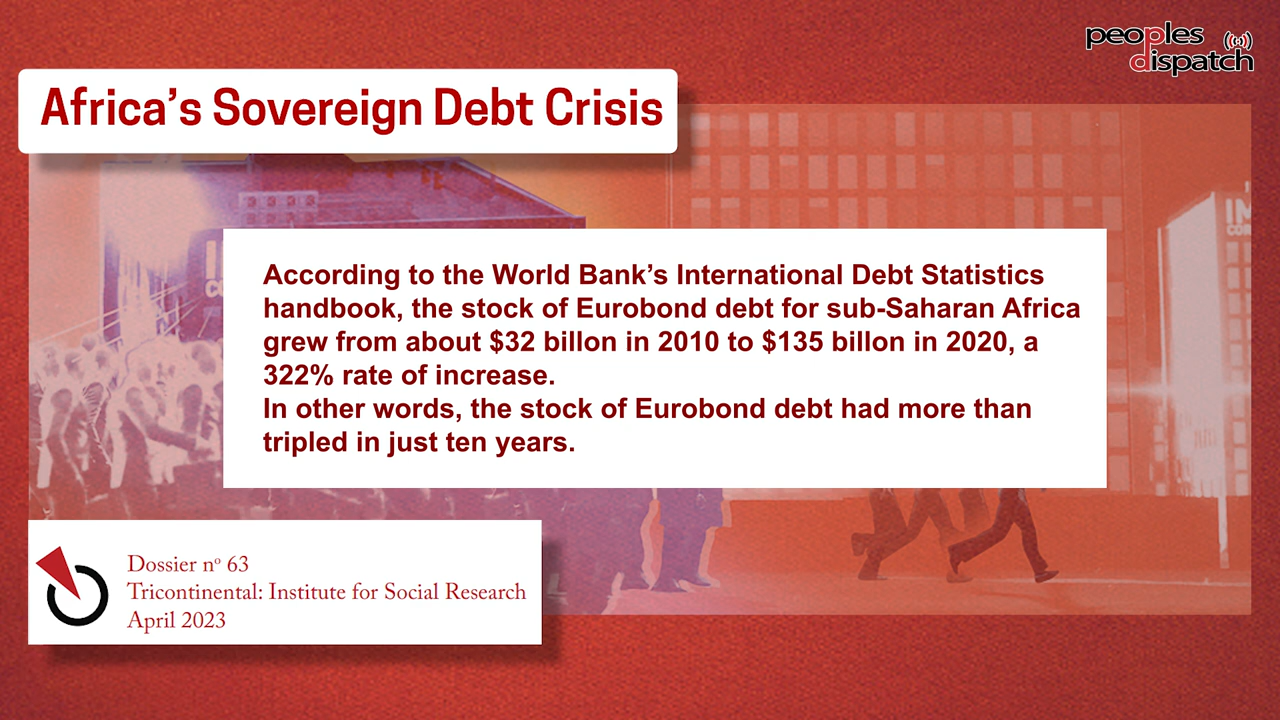 peoples
dispatch
Africa’s Sovereign Debt Crisis
According to the World Bank’s International Debt Statistics
handbook, the stock of Eurobond debt for sub-Saharan Africa
grew from about $32 billon in 2010 to $135 billon in 2020, a
322% rate of increase.
In other words, the stock of Eurobond debt had more than
tripled in just ten years.
Dossier nº 63
Tricontinental: Institute for Social Research
April 2023